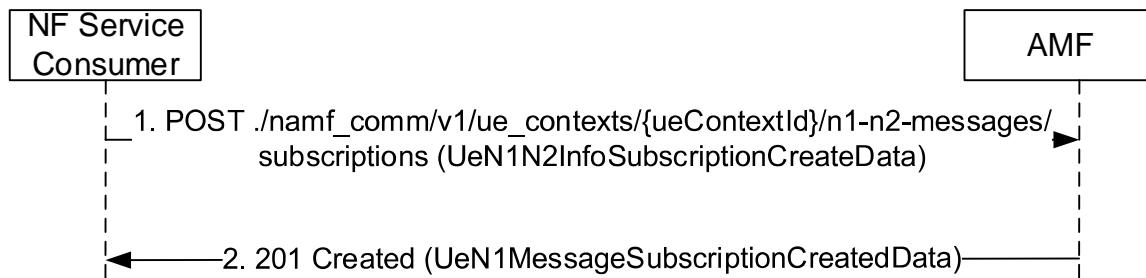 NF Service
Consumer
AMF
1. POST ./namf_comm/v1/ue_contexts/{ueContextId}/n1-n2-messages/
subscriptions (UeN1N2InfoSubscriptionCreateData)
2. 201 Created (UeN1MessageSubscriptionCreatedData)